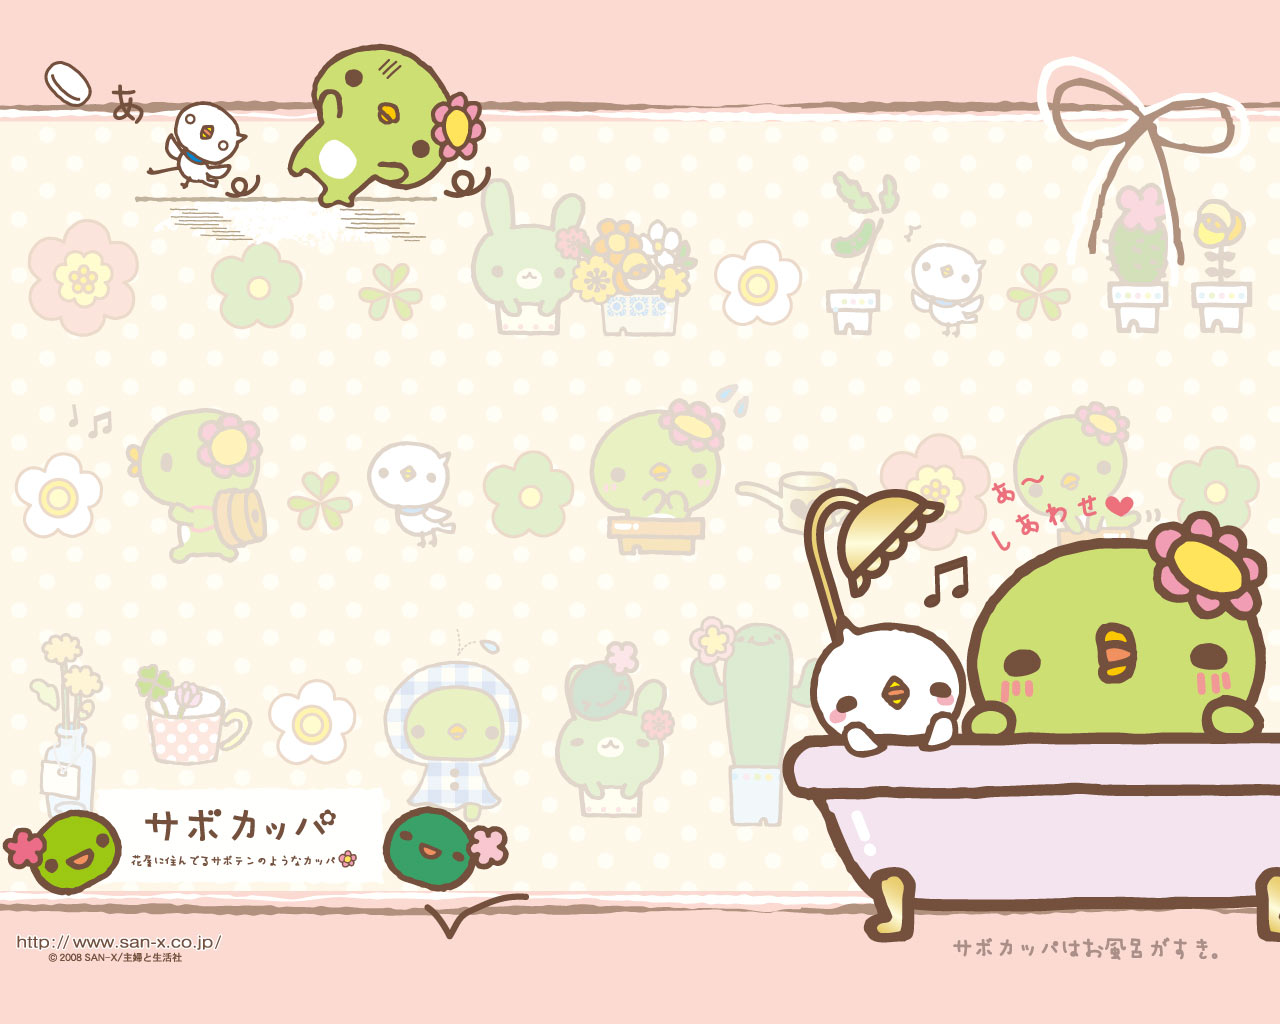 あ
あ～
しあわせ
サボカッパ
花屋に住んでるサボテンのようなカッパ
http://www.san-x.co.jp/
© 2008 SAN-X/主婦と生活社
サボカッパはお風呂がすき。